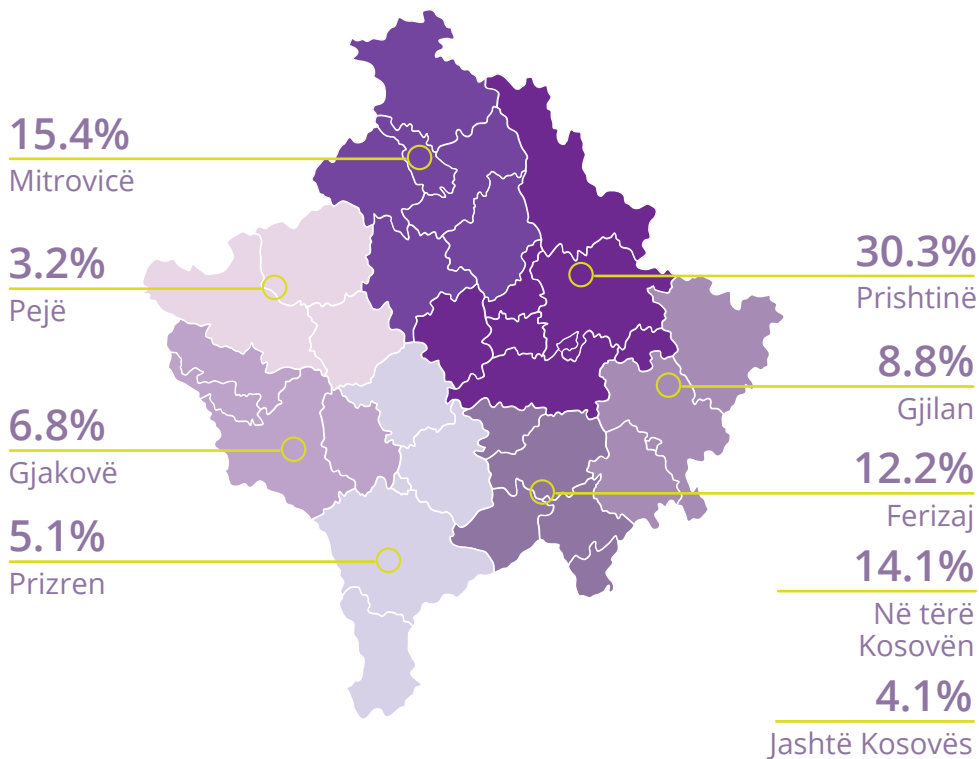 15.4%
Mitrovicë
3.2%
Pejë
6.8%
Gjakovë
5.1%
Prizren
30.3%
Prishtinë
8.8%
Gjilan
12.2%
Ferizaj
14.1%
Në tërë
Kosovën
4.1%
Jashtë Kosovës